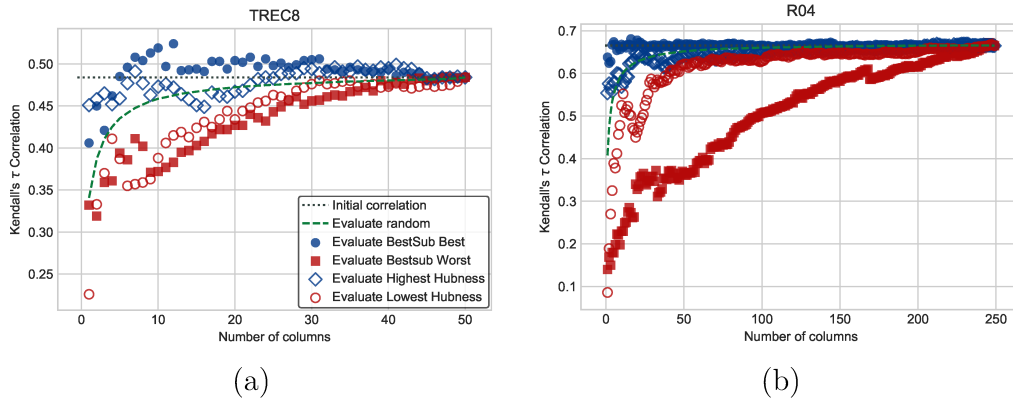 TREC8
Kendall's τ Correlation
0.50
0.45
0.40
0.35
0.30
0.25
0 10 20 30 40 50
Number of columns
Initial correlation
Evaluate random
Evaluate BestSub Best
Evaluate Bestsub Worst
Evaluate Highest Hubness
Evaluate Lowest Hubness
(a)
R04
Kendall's τ Correlation
0.7
0.6
0.5
0.4
0.3
0.2
0.1
0 50 100 150 200 250
Number of columns
(b)